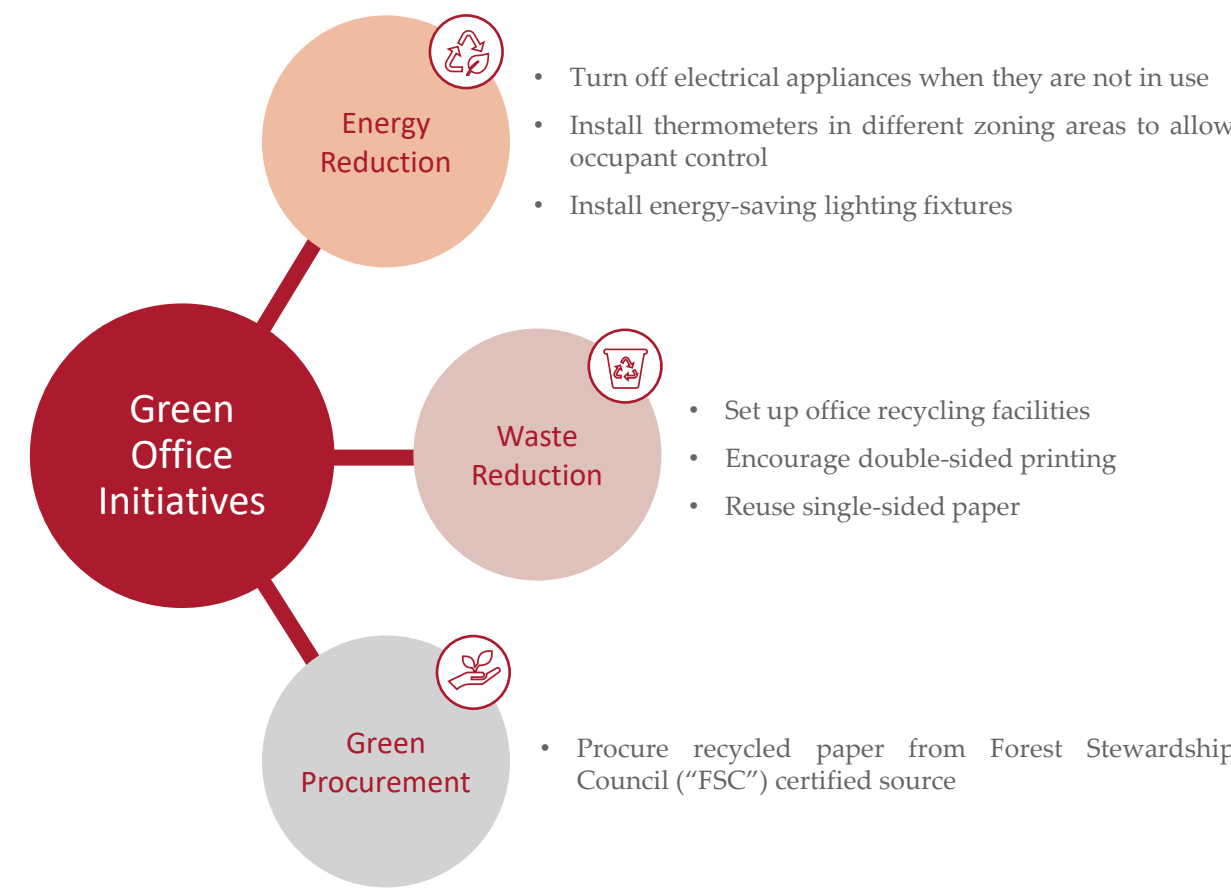 Green
Office
Initiatives
Energy
Reduction
• Turn off electrical appliances when they are not in use
• Install thermometers in different zoning areas to allow
occupant control
• Install energy-saving lighting fixtures
Waste
Reduction
• Set up office recycling facilities
• Encourage double-sided printing
• Reuse single-sided paper
Green
Procurement
• Procure recycled paper from Forest Stewardship
Council (“FSC”) certified source